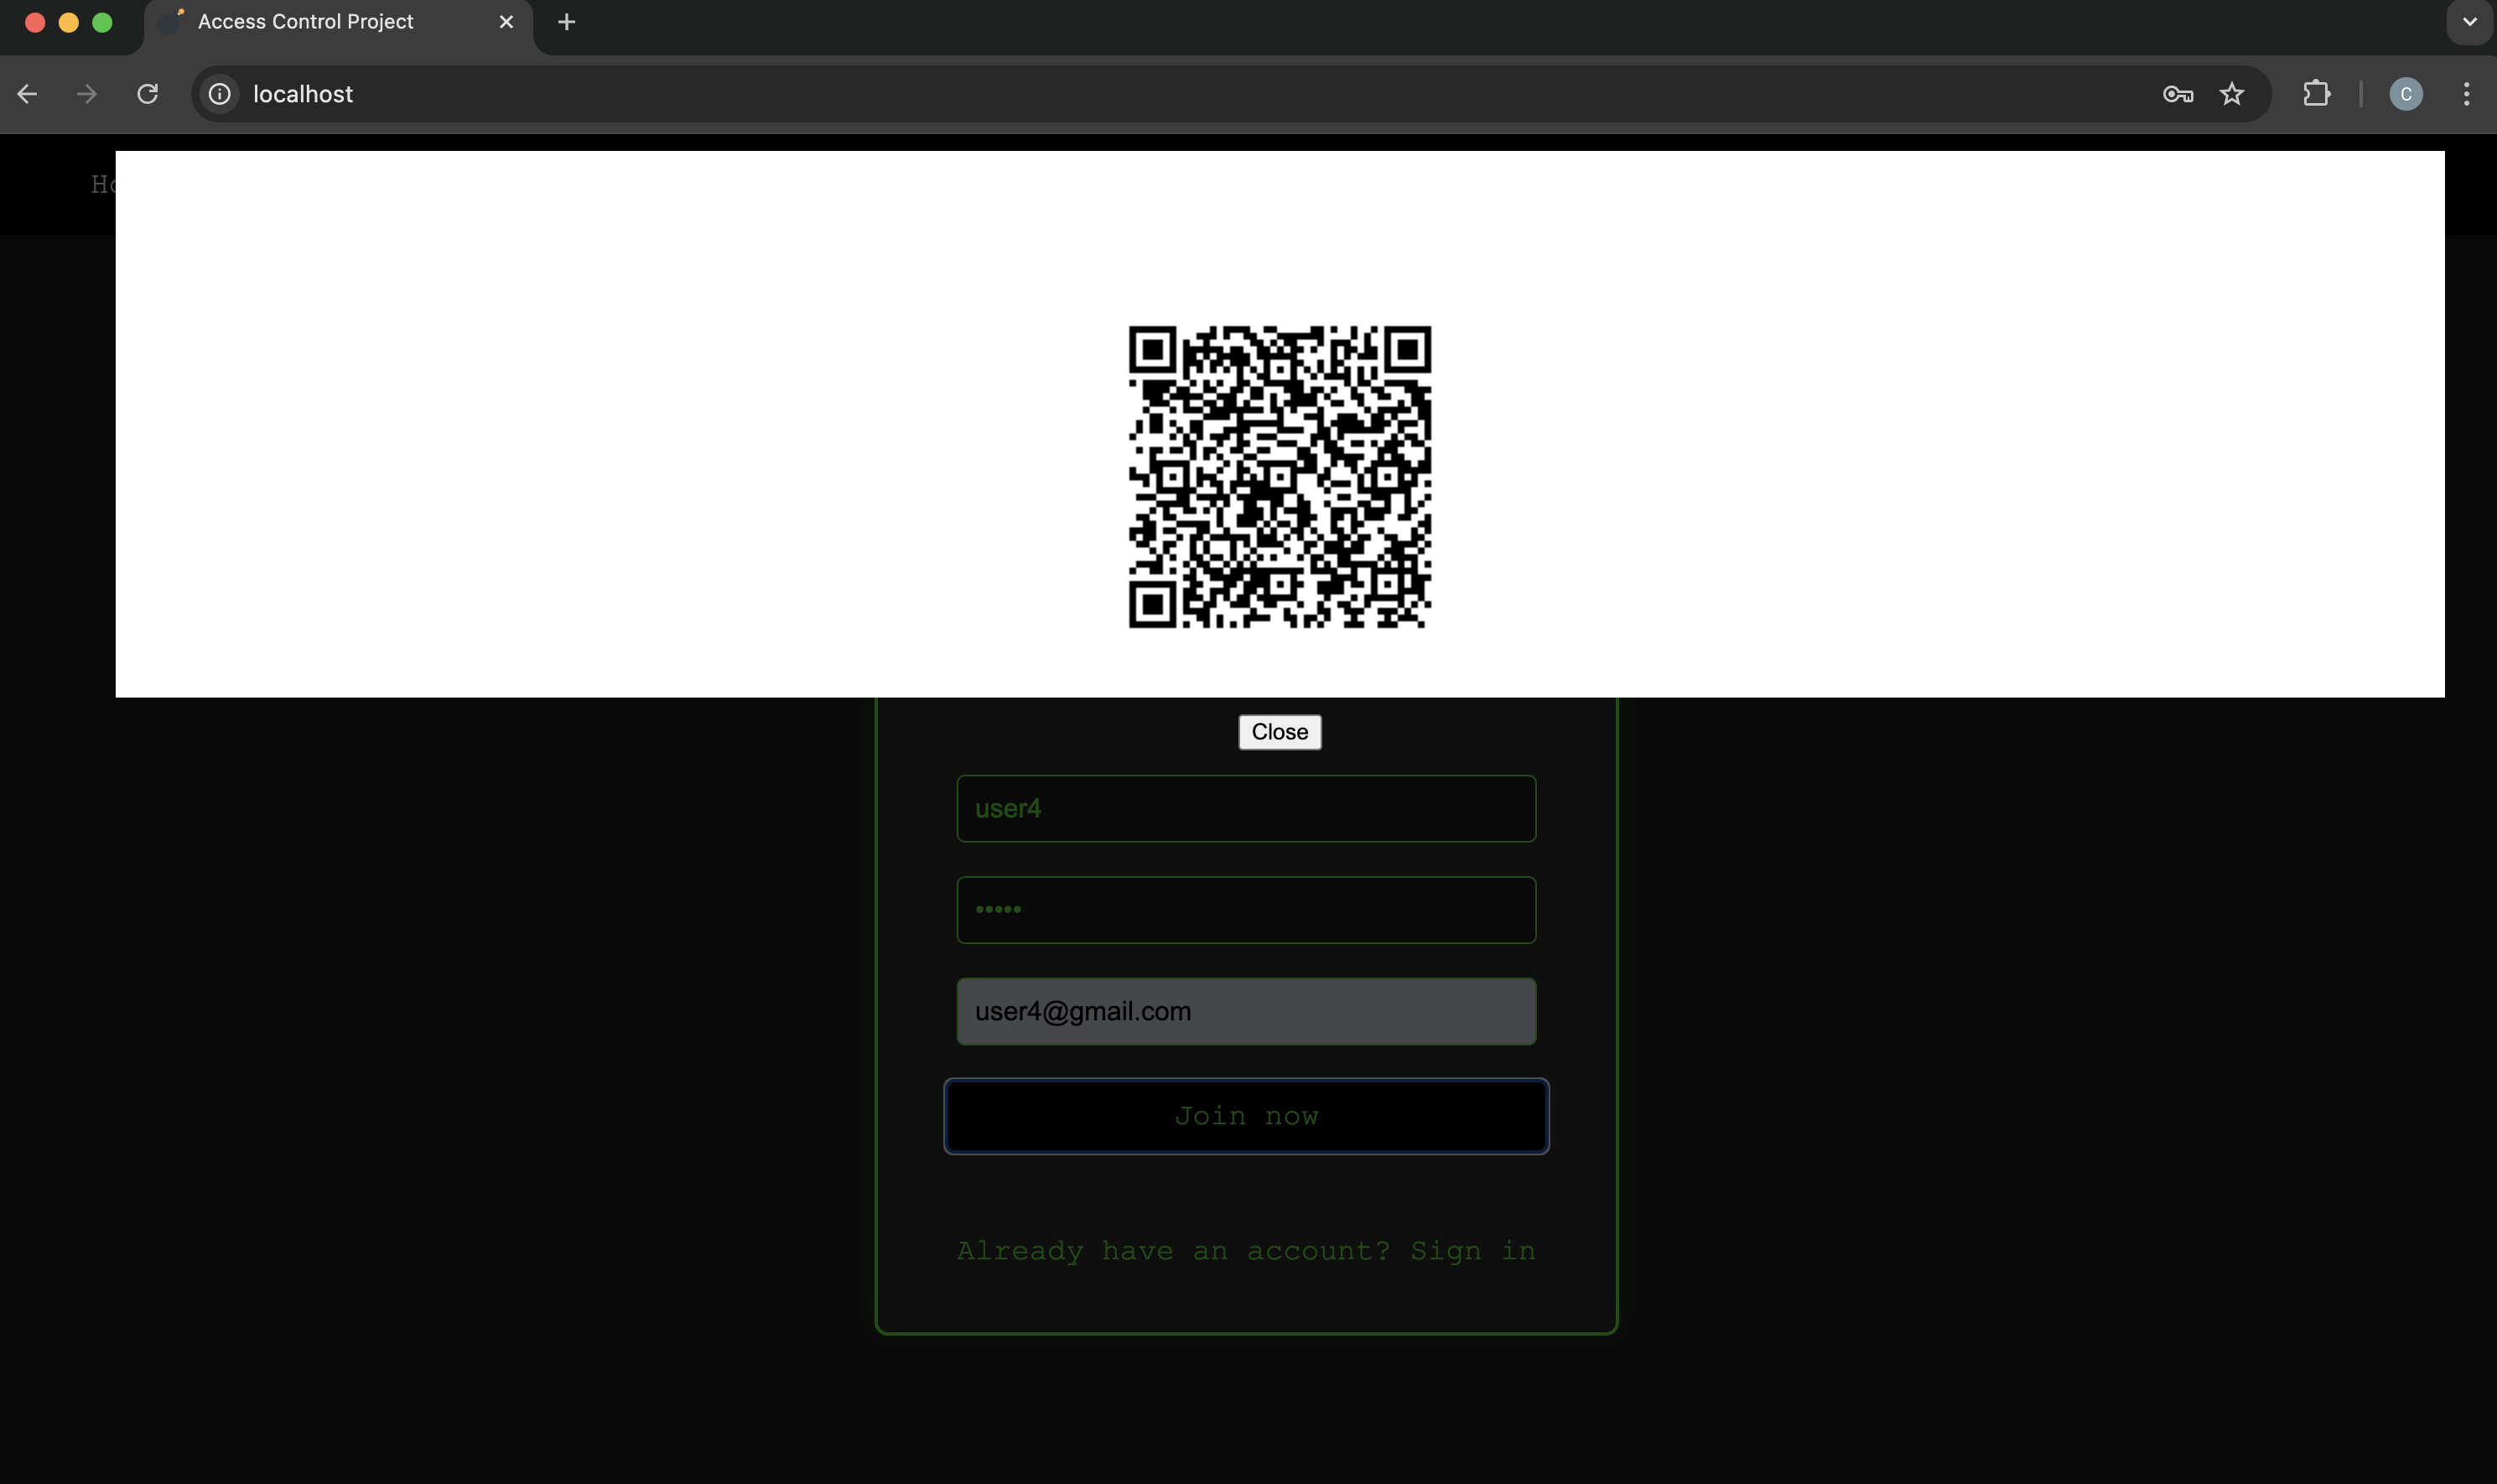 Access Control Project
localhost
C
Ho
Close
user4
user4@gmail.com
Join now
Already have an account? Sign in